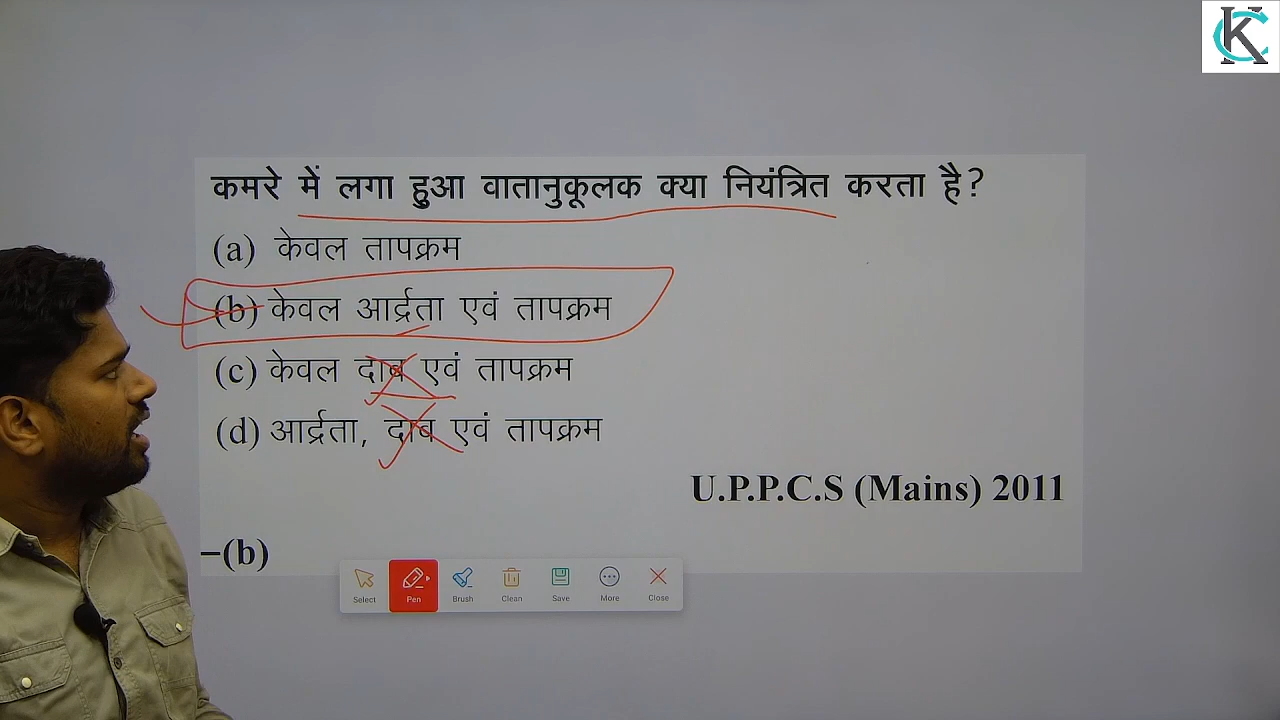 KC
कमरे में लगा हुआ वातानुकूलक क्या नियंत्रित करता है?
(a) केवल तापक्रम
(b) केवल आर्द्रता एवं तापक्रम
(c) केवल दाब एवं तापक्रम
(d) आर्द्रता, दाब एवं तापक्रम
U.P.P.C.S (Mains) 2011
–(b)
Select Pen Brush Clean Save More Close